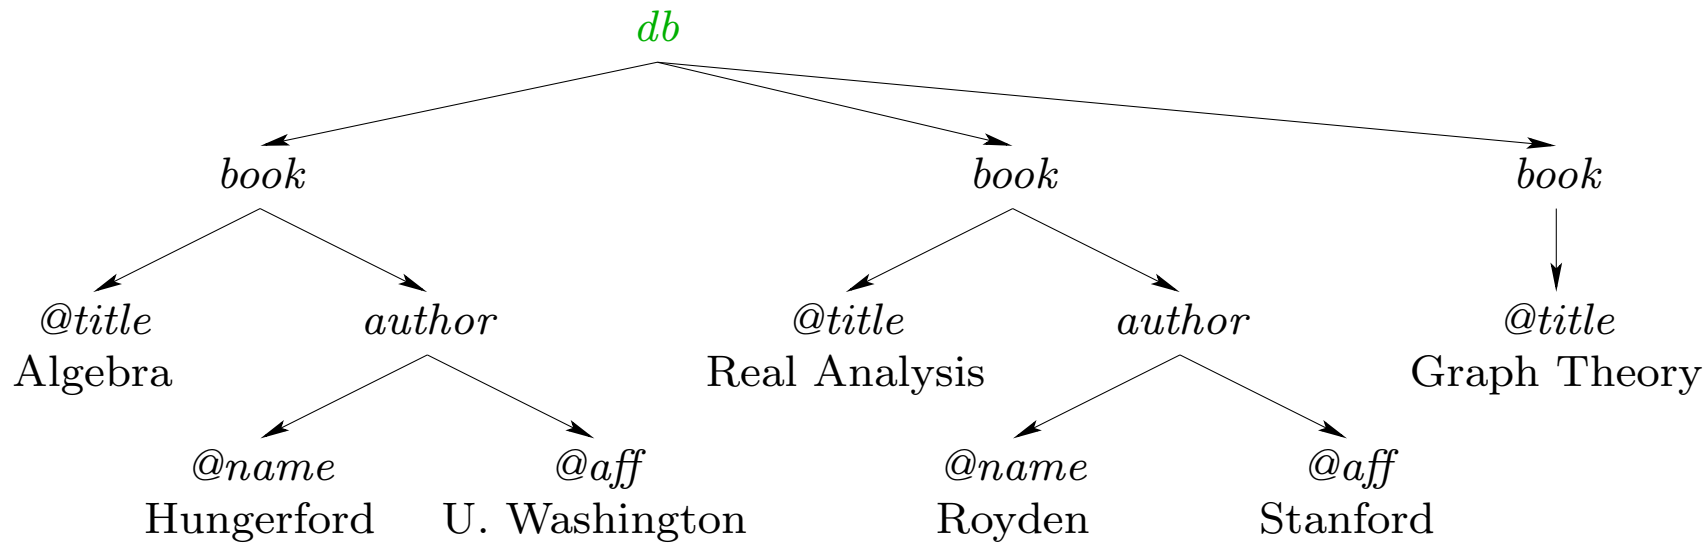 db
book book book
@title author @title author @title
Algebra Real Analysis Graph Theory
@name @aff @name @aff
Hungerford U. Washington Royden Stanford